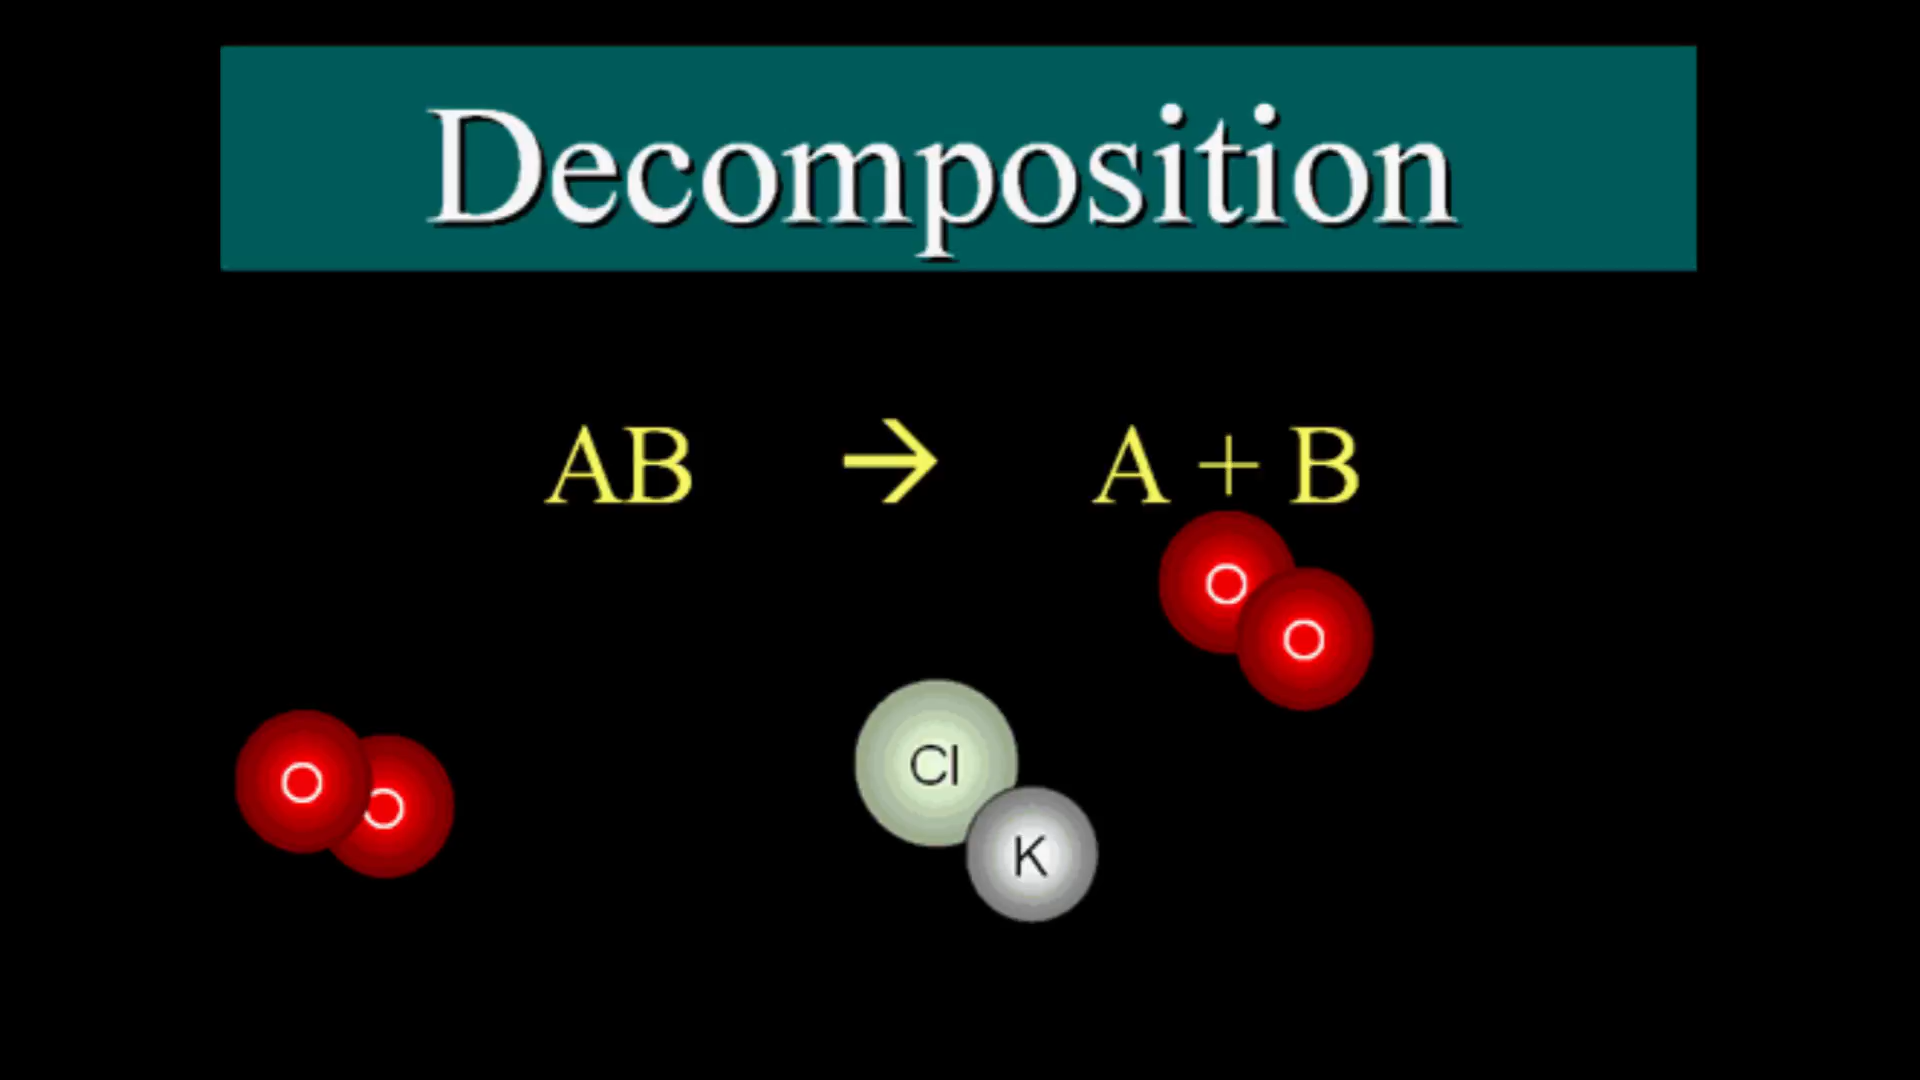 Decomposition
AB → A + B
O
O
Cl
O
O
K